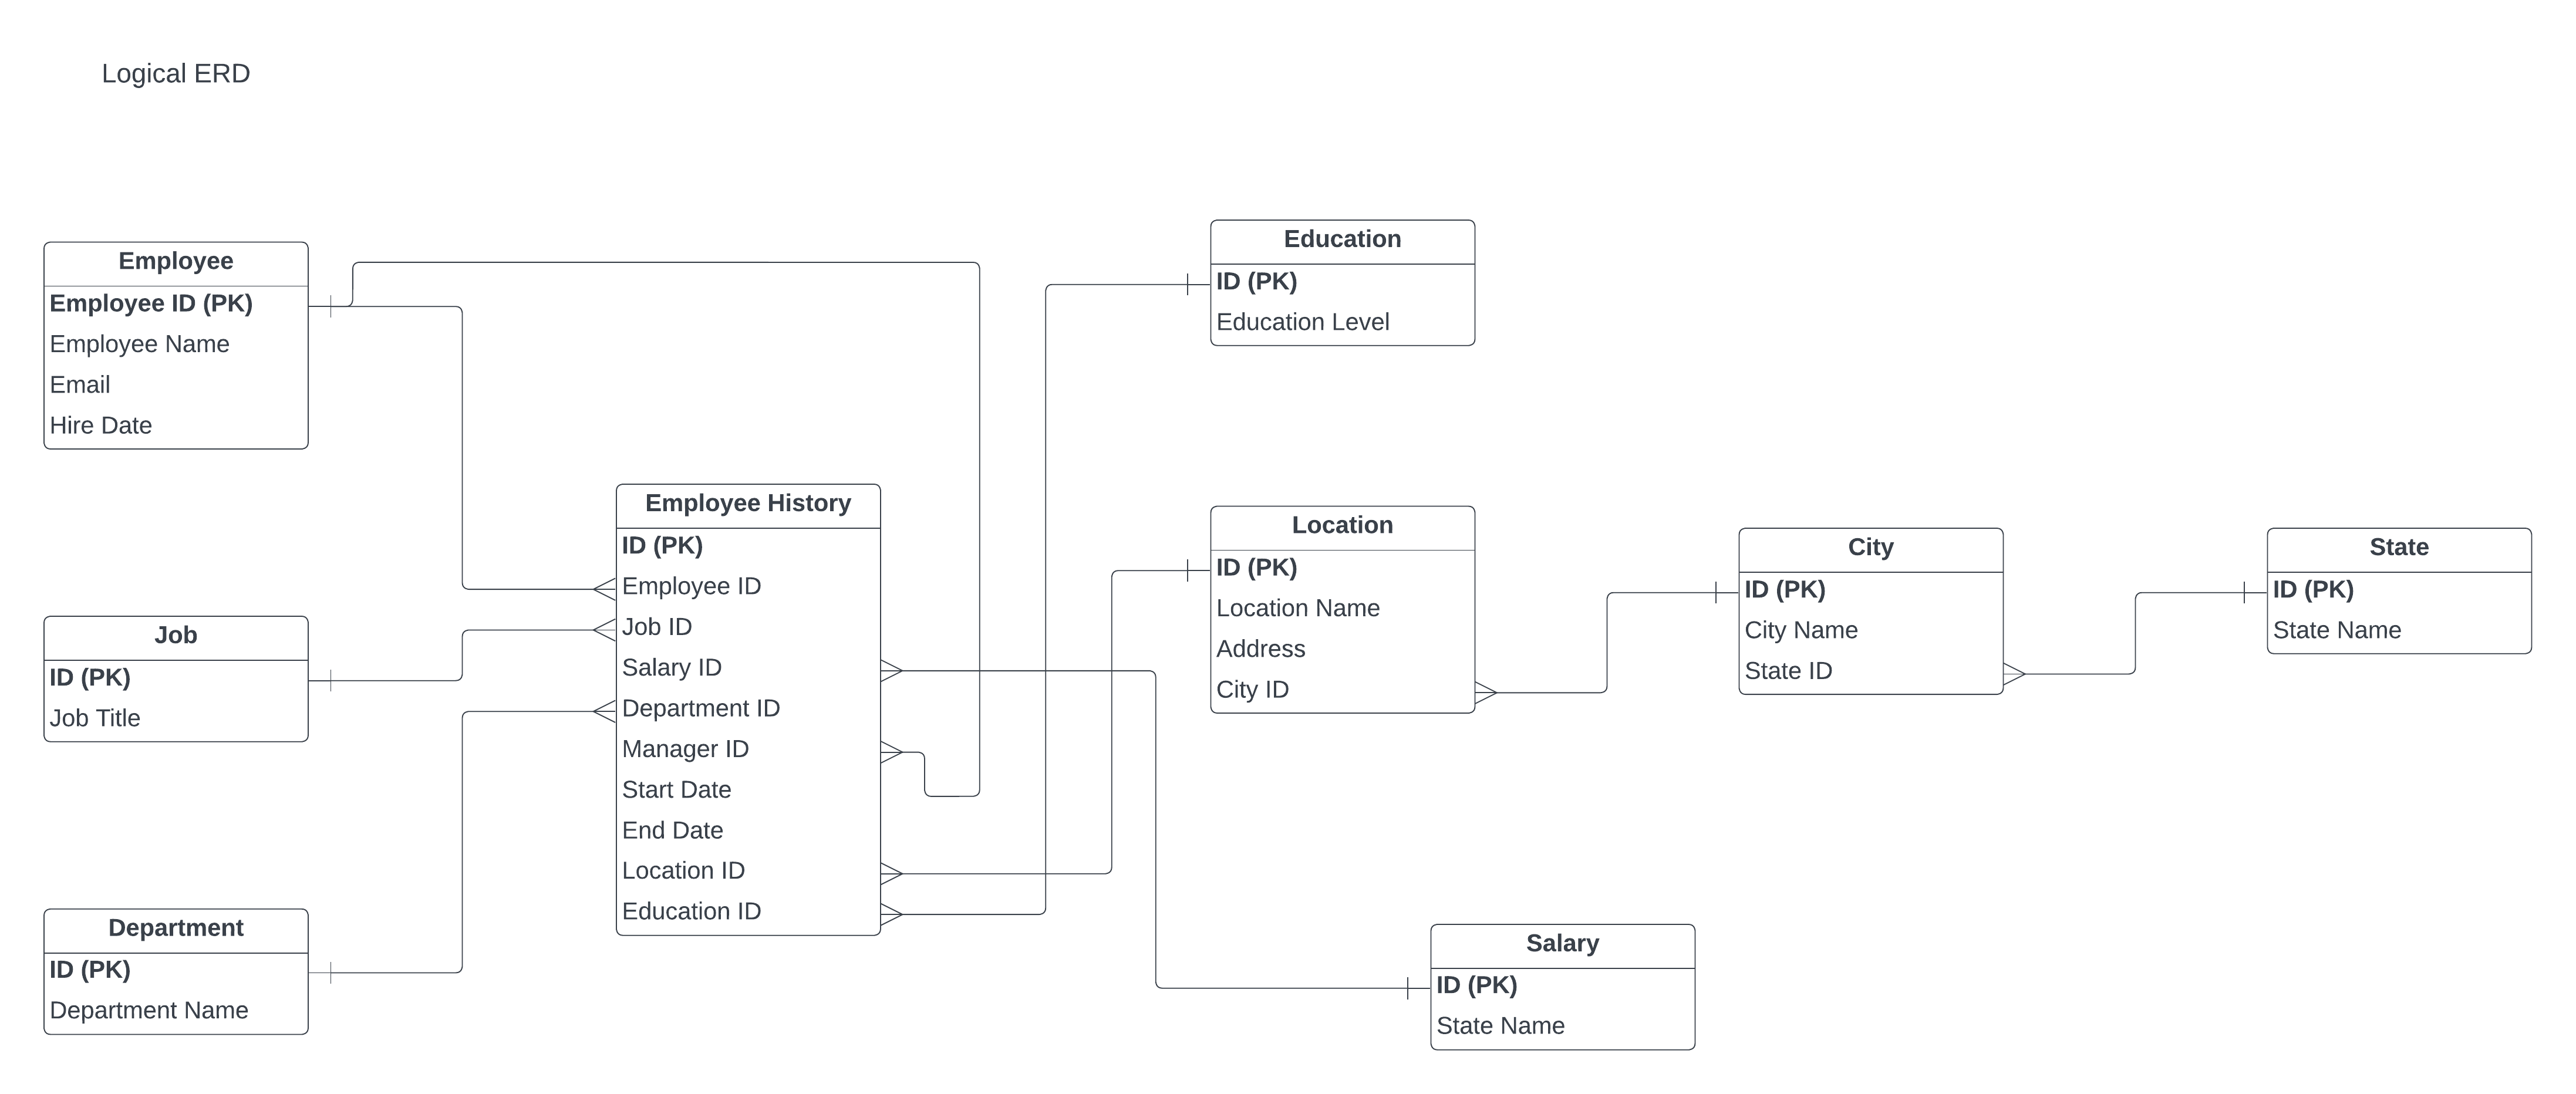 Logical ERD
Employee
Employee ID (PK)
Employee Name
Email
Hire Date
Job
ID (PK)
Job Title
Department
ID (PK)
Department Name
Employee History
ID (PK)
Employee ID
Job ID
Salary ID
Department ID
Manager ID
Start Date
End Date
Location ID
Education ID
Education
ID (PK)
Education Level
Location
ID (PK)
Location Name
Address
City ID
Salary
ID (PK)
State Name
City
ID (PK)
City Name
State ID
State
ID (PK)
State Name